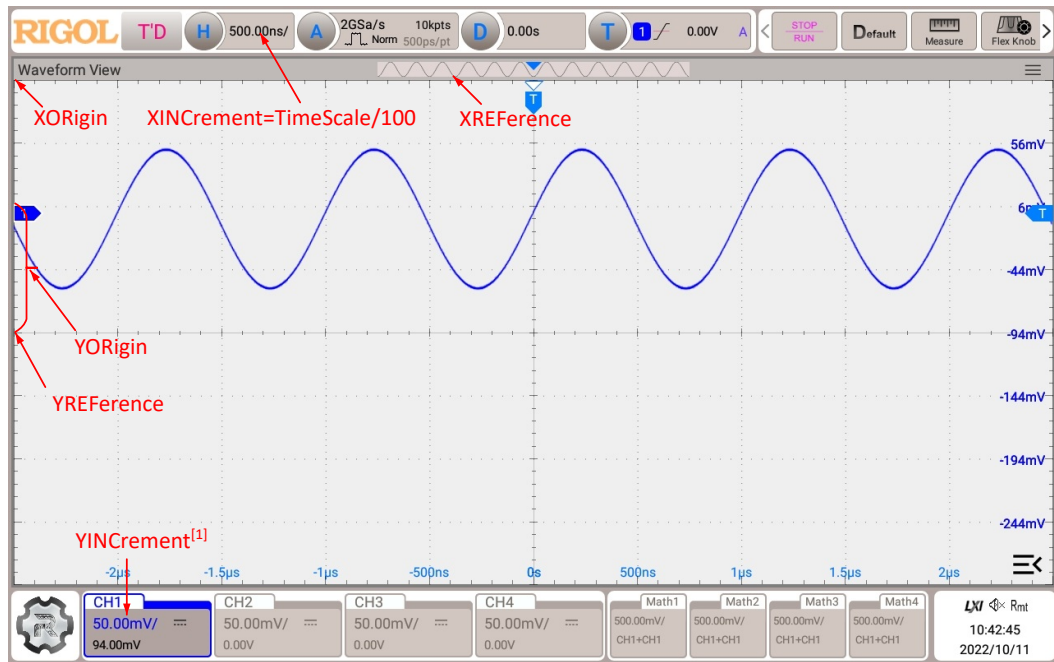 RIGOL T'D H 500.00ns/ A 2GSa/s 10kpts Norm 500ps/pt D 0.00s T 1 0.00V A < STOP RUN Default Measure Flex Knob >
Waveform View
XORigin XINCrement=TimeScale/100 XREFerence
T
56mV
1
T
-44mV
YORigin
-94mV
YREFerence
-144mV
-194mV
-244mV
YINCrement[1]
-2µs -1.5µs -1µs -500ns 0s 500ns 1µs 1.5µs 2µs
CH1 CH2 CH3 CH4 Math1 Math2 Math3 Math4
50.00mV/ 50.00mV/ 50.00mV/ 50.00mV/ 500.00mV/ 500.00mV/ 500.00mV/ 500.00mV/
94.00mV 0.00V 0.00V 0.00V CH1+CH1 CH1+CH1 CH1+CH1 CH1+CH1
LXI Rmt
10:42:45
2022/10/11